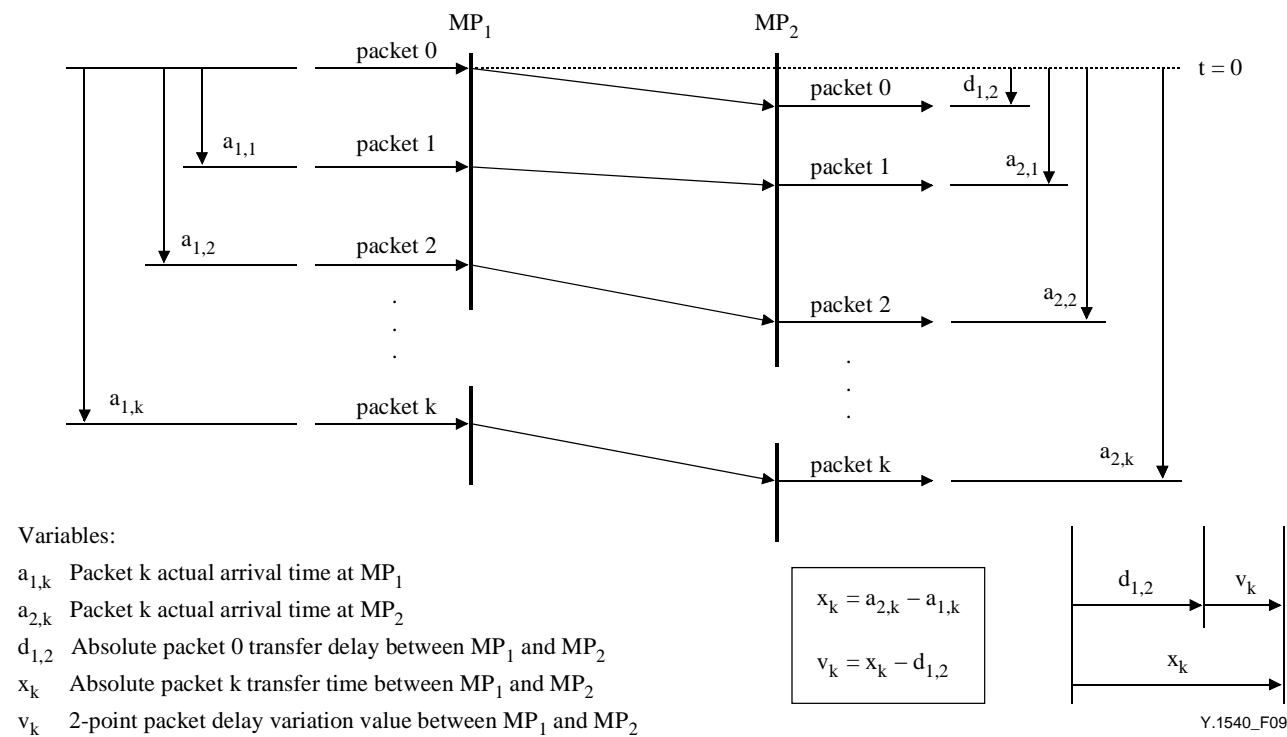 MP1 MP2
packet 0
t = 0
packet 0
d1,2
a1,1
packet 1
packet 1
a2,1
a1,2
packet 2
packet 2
a2,2
.
.
.
.
.
.
a1,k
packet k
packet k
a2,k
Variables:
a1,k Packet k actual arrival time at MP1
a2,k Packet k actual arrival time at MP2
d1,2 Absolute packet 0 transfer delay between MP1 and MP2
xk Absolute packet k transfer time between MP1 and MP2
vk 2-point packet delay variation value between MP1 and MP2
xk = a2,k – a1,k
vk = xk – d1,2
d1,2 vk
xk
Y.1540_F09